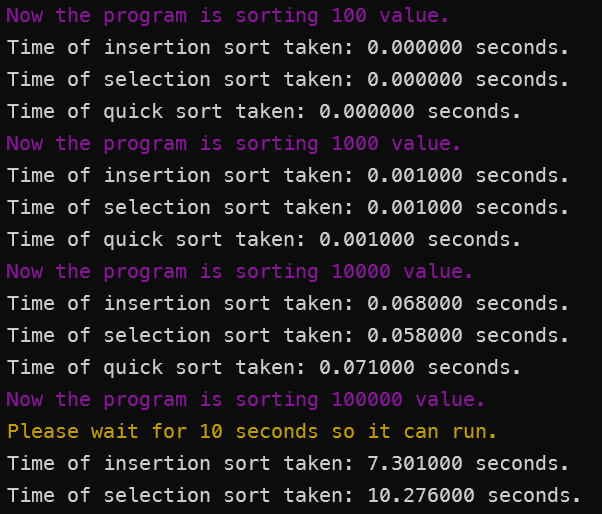 Now the program is sorting 100 value.
Time of insertion sort taken: 0.000000 seconds.
Time of selection sort taken: 0.000000 seconds.
Time of quick sort taken: 0.000000 seconds.
Now the program is sorting 1000 value.
Time of insertion sort taken: 0.001000 seconds.
Time of selection sort taken: 0.001000 seconds.
Time of quick sort taken: 0.001000 seconds.
Now the program is sorting 10000 value.
Time of insertion sort taken: 0.068000 seconds.
Time of selection sort taken: 0.058000 seconds.
Time of quick sort taken: 0.071000 seconds.
Now the program is sorting 100000 value.
Please wait for 10 seconds so it can run.
Time of insertion sort taken: 7.301000 seconds.
Time of selection sort taken: 10.276000 seconds.